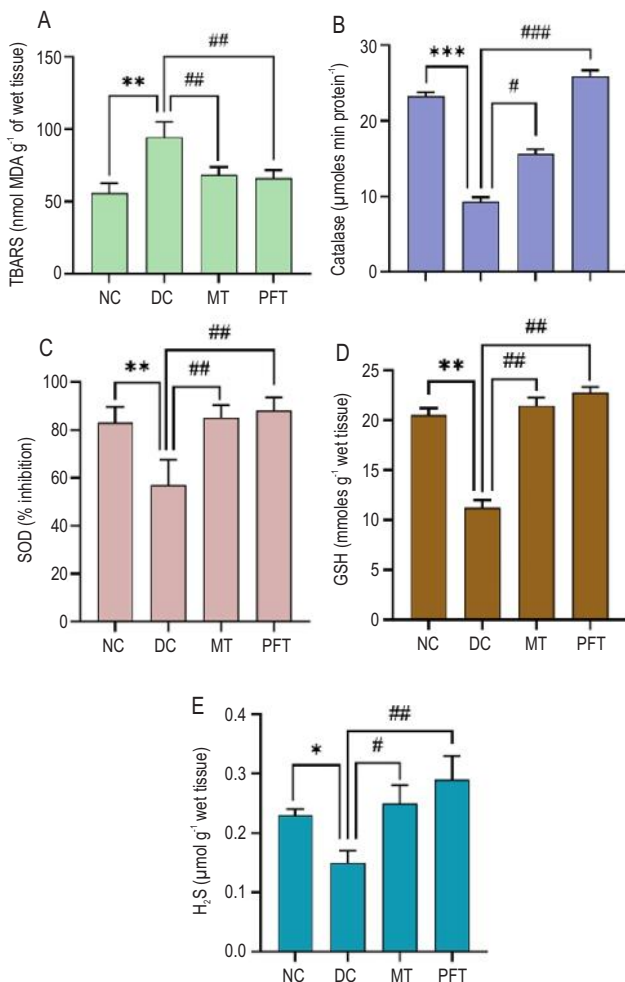 A
TBARS (nmol MDA g⁻¹ of wet tissue)
150
100
50
0
**
##
##
NC DC MT PFT
B
Catalase (µmoles min protein⁻¹)
30
20
10
0
***
###
#
C
SOD (% inhibition)
100
80
60
40
20
0
**
##
##
NC DC MT PFT
D
GSH (mmoles g⁻¹ wet tissue)
25
20
15
10
5
0
**
##
##
NC DC MT PFT
E
H₂S (µmol g⁻¹ wet tissue)
0.4
0.3
0.2
0.1
0.0
*
##
#
NC DC MT PFT